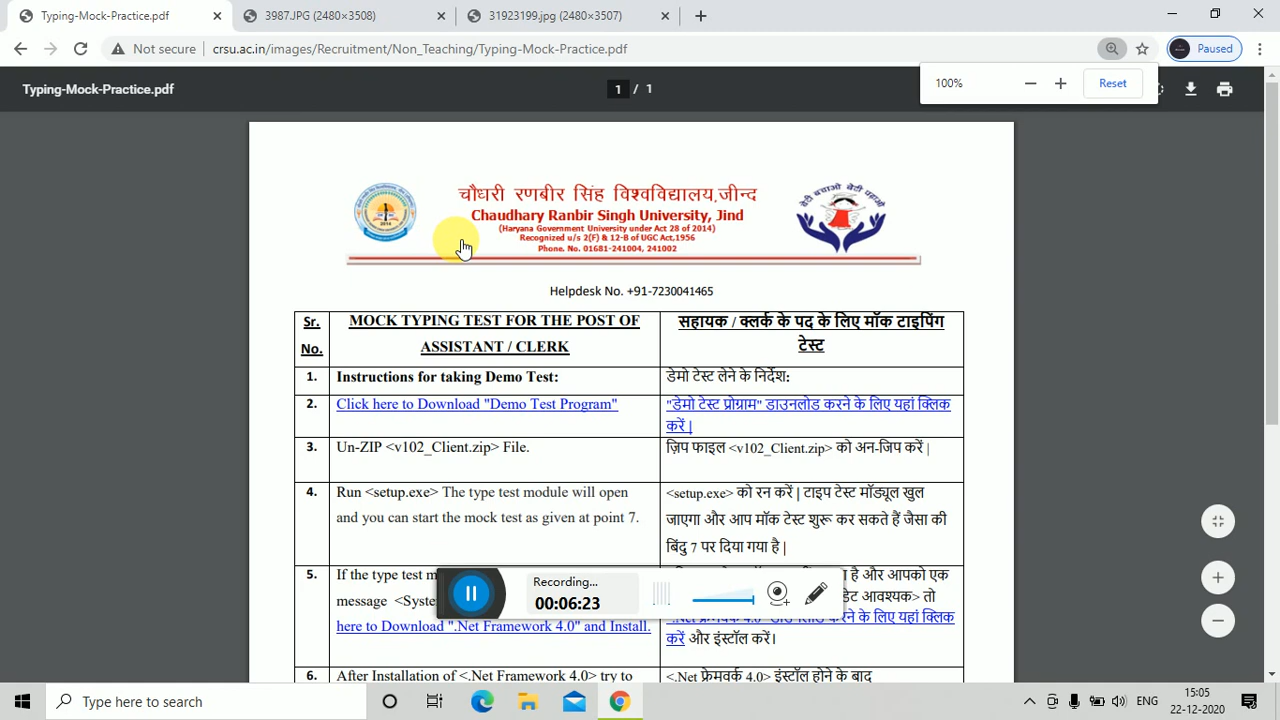 Typing-Mock-Practice.pdf
3987.JPG (2480×3508)
31923199.jpg (2480×3507)
Not secure
crsu.ac.in/images/Recruitment/Non_Teaching/Typing-Mock-Practice.pdf
Paused
Typing-Mock-Practice.pdf
1 / 1
100%
Reset
चौधरी रणबीर सिंह विश्वविद्यालय,जीन्द
Chaudhary Ranbir Singh University, Jind
(Haryana Government University under Act 28 of 2014)
Recognized u/s 2(F) & 12-B of UGC Act,1956
Phone. No. 01681-241004, 241002
2014
बेटी बचाओ बेटी पढ़ाओ
Helpdesk No. +91-7230041465
Sr.
No.
MOCK TYPING TEST FOR THE POST OF
ASSISTANT / CLERK
सहायक / क्लर्क के पद के लिए मॉक टाइपिंग
टेस्ट
1.
Instructions for taking Demo Test:
डेमो टेस्ट लेने के निर्देश:
2.
Click here to Download "Demo Test Program"
"डेमो टेस्ट प्रोग्राम" डाउनलोड करने के लिए यहां क्लिक
करें |
3.
Un-ZIP <v102_Client.zip> File.
ज़िप फाइल <v102_Client.zip> को अन-जिप करें |
4.
Run <setup.exe> The type test module will open
and you can start the mock test as given at point 7.
<setup.exe> को रन करें | टाइप टेस्ट मॉड्यूल खुल
जाएगा और आप मॉक टेस्ट शुरू कर सकते हैं जैसा की
बिंदु 7 पर दिया गया है |
5.
If the type test m
message <Syste
here to Download ".Net Framework 4.0" and Install.
है और आपको एक
डेट आवश्यक> तो
करने के लिए यहां क्लिक
करें और इंस्टॉल करें।
6.
After Installation of <.Net Framework 4.0> try to
<.Net फ्रेमवर्क 4.0> इंस्टॉल होने के बाद
Recording...
00:06:23
Type here to search
ENG
15:05
22-12-2020